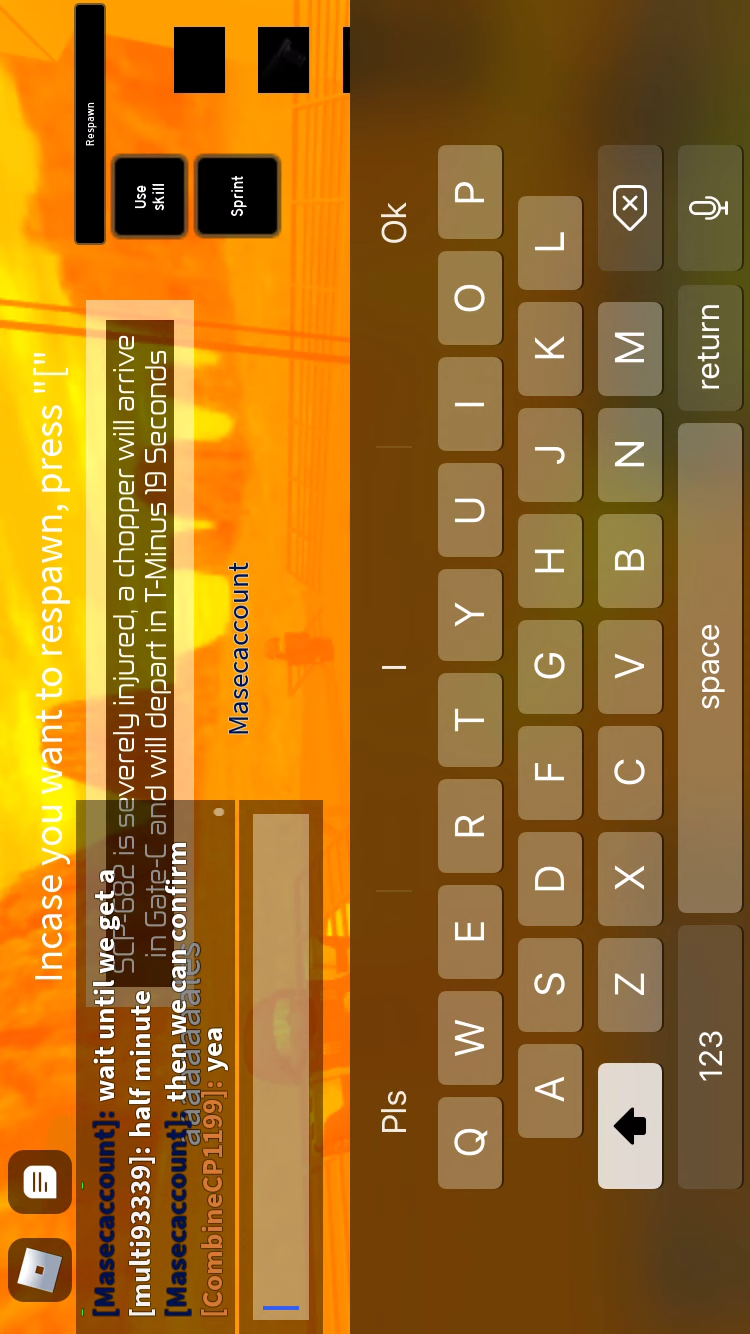 Respawn
Use
skill
Sprint
Incase you want to respawn, press "["
SCP-682 is severely injured, a chopper will arrive
in Gate-C and will depart in T-Minus 19 Seconds
Masecaccount
[Masecaccount]: wait until we get a
[multi93339]: half minute
[Masecaccount]: then we can confirm
[CombineCP1199]: yea
Pls
I
Ok
Q W E R T Y U I O P
A S D F G H J K L
Z X C V B N M
123 space return